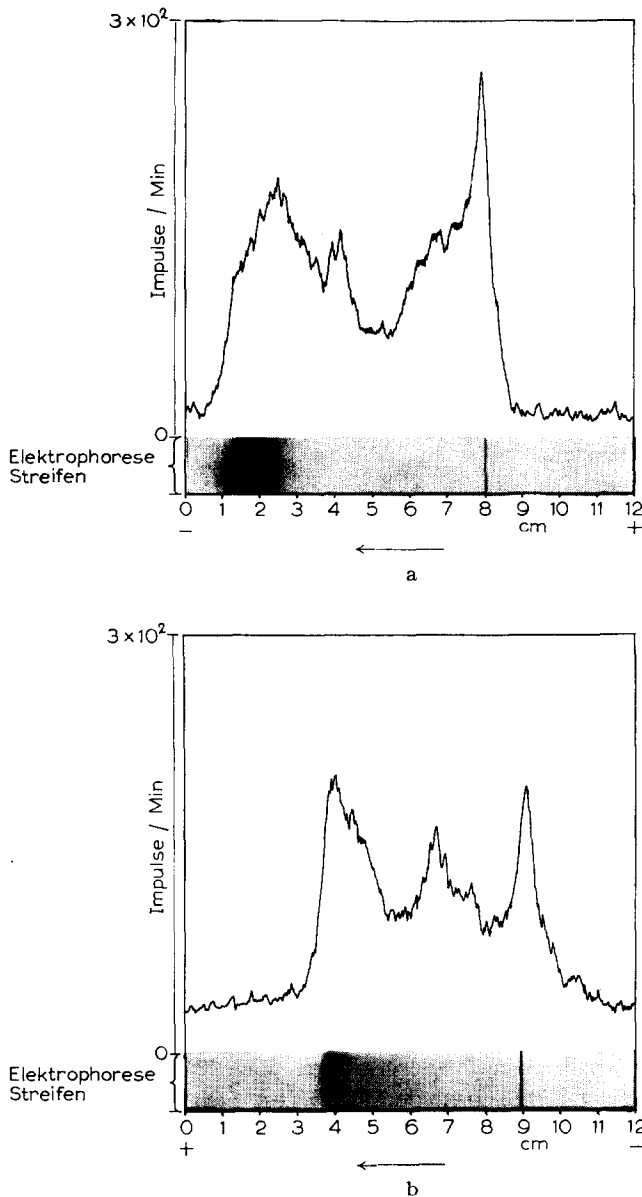 3 × 10²
Impulse / Min
0
Elektrophorese
Streifen
0 1 2 3 4 5 6 7 8 9 10 11 12
− cm +
←
a
3 × 10²
Impulse / Min
0
Elektrophorese
Streifen
0 1 2 3 4 5 6 7 8 9 10 11 12
+ cm −
←
b